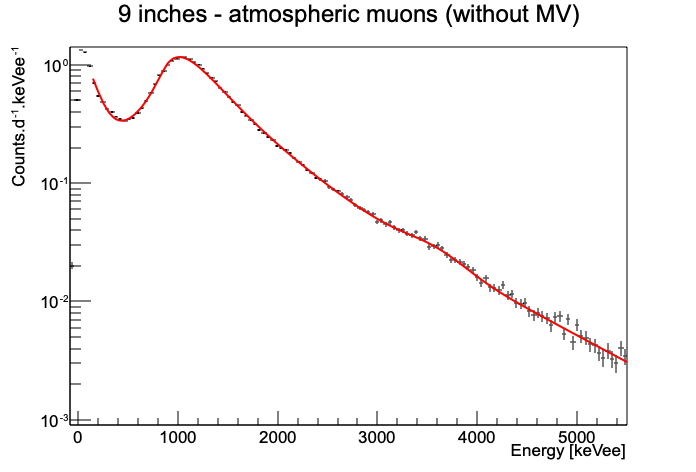 9 inches - atmospheric muons (without MV)
Counts.d⁻¹.keVee⁻¹
10⁰
10⁻¹
10⁻²
10⁻³
0 1000 2000 3000 4000 5000
Energy [keVee]